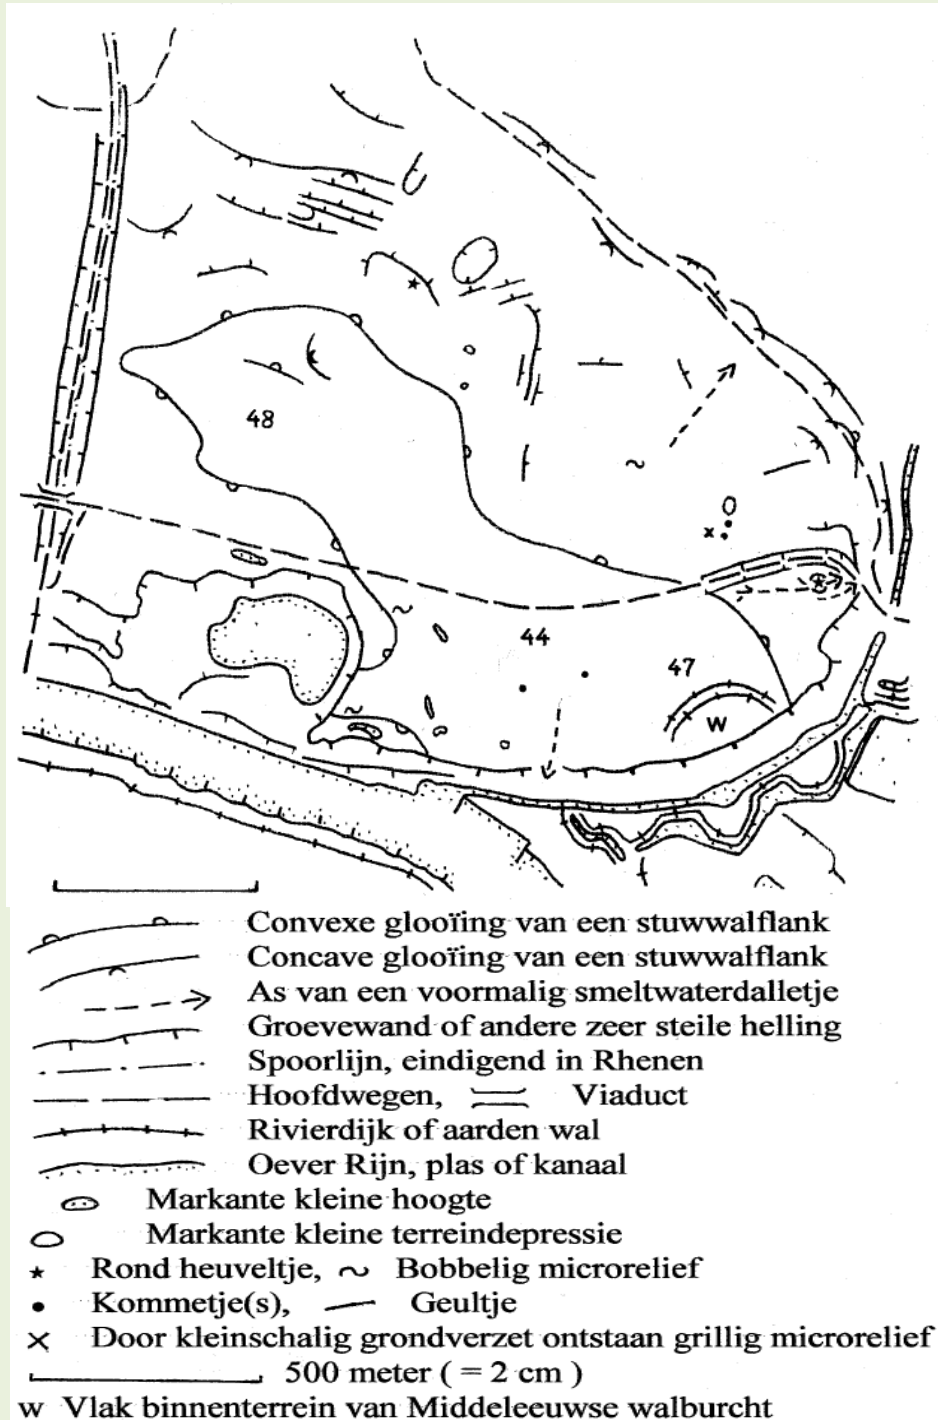 48
44
47
w
Convexe glooïing van een stuwwalflank
Concave glooïing van een stuwwalflank
As van een voormalig smeltwaterdalletje
Groevewand of andere zeer steile helling
Spoorlijn, eindigend in Rhenen
Hoofdwegen, Viaduct
Rivierdijk of aarden wal
Oever Rijn, plas of kanaal
Markante kleine hoogte
Markante kleine terreindepressie
Rond heuveltje, Bobbelig microrelief
Kommetje(s), Geultje
Door kleinschalig grondverzet ontstaan grillig microrelief
500 meter ( = 2 cm )
w Vlak binnenterrein van Middeleeuwse walburcht